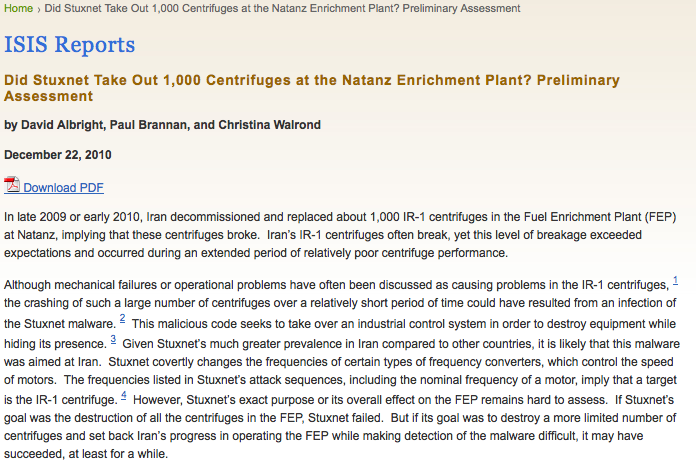 Home › Did Stuxnet Take Out 1,000 Centrifuges at the Natanz Enrichment Plant? Preliminary Assessment
ISIS Reports
Did Stuxnet Take Out 1,000 Centrifuges at the Natanz Enrichment Plant? Preliminary
Assessment
by David Albright, Paul Brannan, and Christina Walrond
December 22, 2010
Download PDF
In late 2009 or early 2010, Iran decommissioned and replaced about 1,000 IR-1 centrifuges in the Fuel Enrichment Plant (FEP)
at Natanz, implying that these centrifuges broke. Iran's IR-1 centrifuges often break, yet this level of breakage exceeded
expectations and occurred during an extended period of relatively poor centrifuge performance.
Although mechanical failures or operational problems have often been discussed as causing problems in the IR-1 centrifuges, 1
the crashing of such a large number of centrifuges over a relatively short period of time could have resulted from an infection of
the Stuxnet malware. 2 This malicious code seeks to take over an industrial control system in order to destroy equipment while
hiding its presence. 3 Given Stuxnet's much greater prevalence in Iran compared to other countries, it is likely that this malware
was aimed at Iran. Stuxnet covertly changes the frequencies of certain types of frequency converters, which control the speed
of motors. The frequencies listed in Stuxnet's attack sequences, including the nominal frequency of a motor, imply that a target
is the IR-1 centrifuge. 4 However, Stuxnet's exact purpose or its overall effect on the FEP remains hard to assess. If Stuxnet's
goal was the destruction of all the centrifuges in the FEP, Stuxnet failed. But if its goal was to destroy a more limited number of
centrifuges and set back Iran's progress in operating the FEP while making detection of the malware difficult, it may have
succeeded, at least for a while.